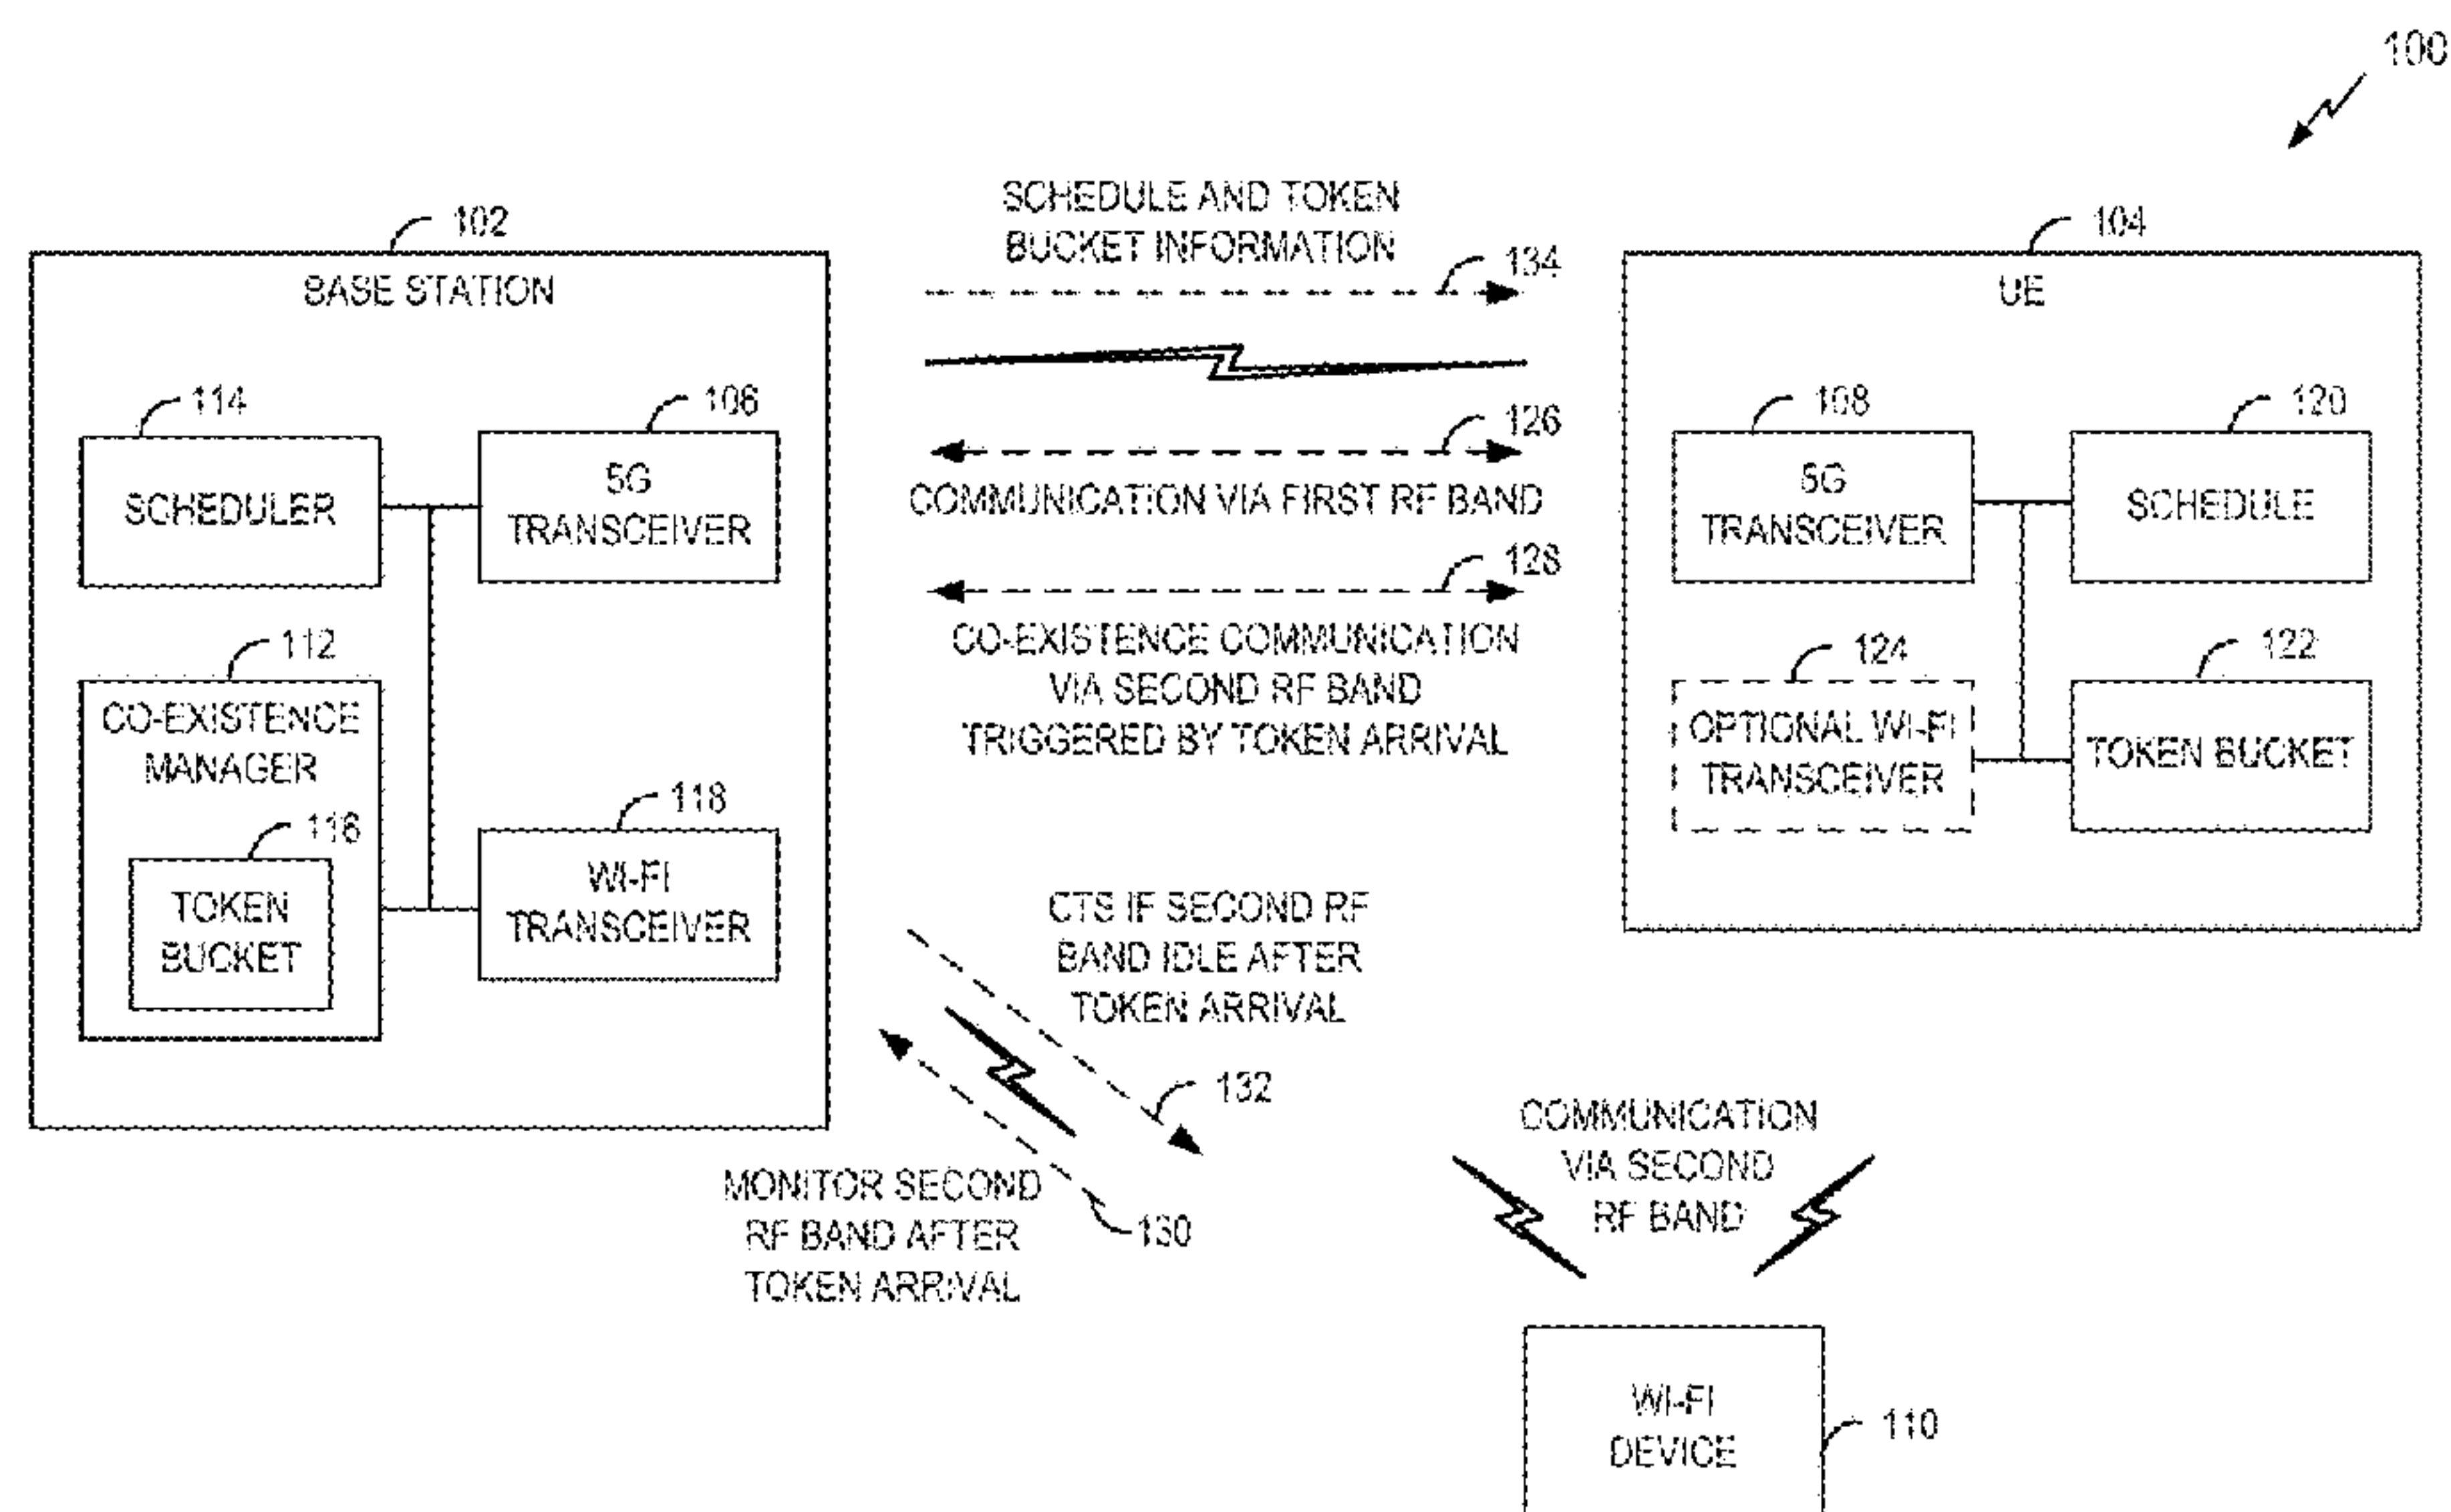 100
102
BASE STATION
114
SCHEDULER
106
5G
TRANSCEIVER
112
CO-EXISTENCE
MANAGER
116
TOKEN
BUCKET
118
WI-FI
TRANSCEIVER
SCHEDULE AND TOKEN
BUCKET INFORMATION
134
126
COMMUNICATION VIA FIRST RF BAND
128
CO-EXISTENCE COMMUNICATION
VIA SECOND RF BAND
TRIGGERED BY TOKEN ARRIVAL
104
UE
108
5G
TRANSCEIVER
120
SCHEDULE
124
OPTIONAL WI-FI
TRANSCEIVER
122
TOKEN BUCKET
CTS IF SECOND RF
BAND IDLE AFTER
TOKEN ARRIVAL
132
MONITOR SECOND
RF BAND AFTER
TOKEN ARRIVAL
130
COMMUNICATION
VIA SECOND
RF BAND
WI-FI
DEVICE
110